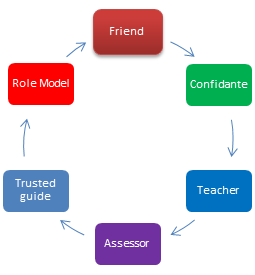 Friend
Confidante
Teacher
Assessor
Trusted
guide
Role Model